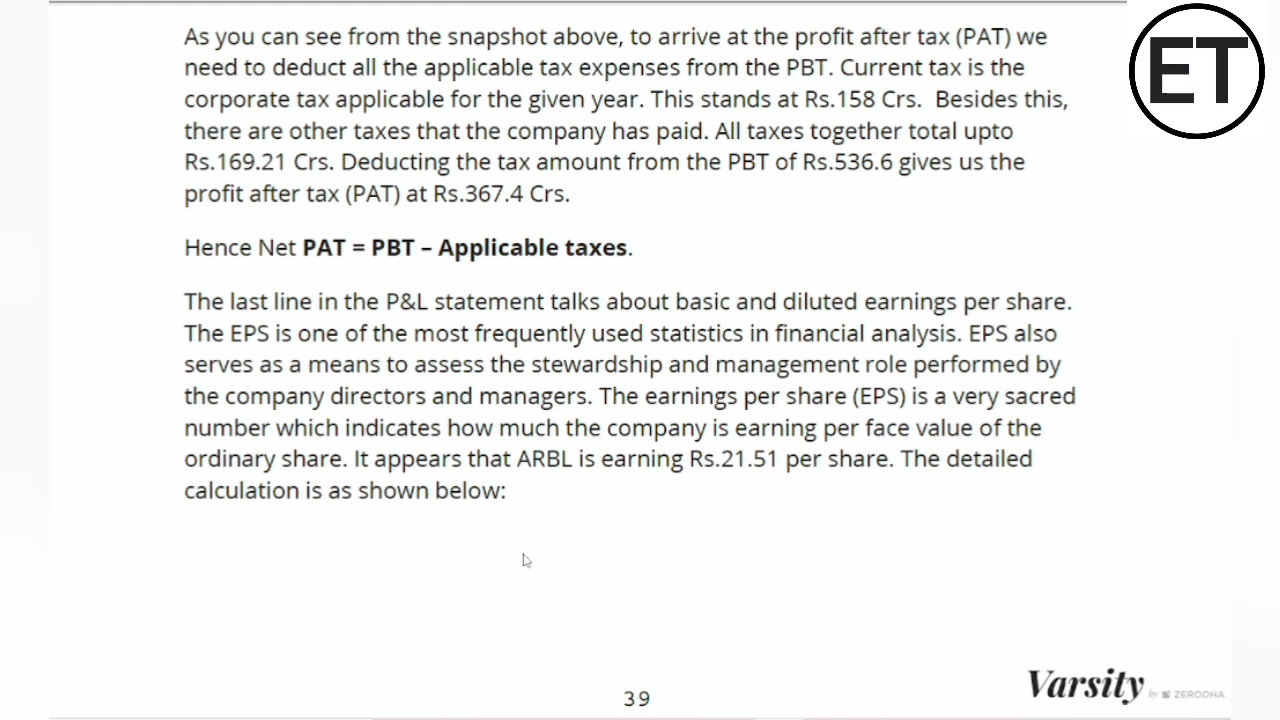 As you can see from the snapshot above, to arrive at the profit after tax (PAT) we
need to deduct all the applicable tax expenses from the PBT. Current tax is the
corporate tax applicable for the given year. This stands at Rs.158 Crs.  Besides this,
there are other taxes that the company has paid. All taxes together total upto
Rs.169.21 Crs. Deducting the tax amount from the PBT of Rs.536.6 gives us the
profit after tax (PAT) at Rs.367.4 Crs.
Hence Net PAT = PBT – Applicable taxes.
The last line in the P&L statement talks about basic and diluted earnings per share.
The EPS is one of the most frequently used statistics in financial analysis. EPS also
serves as a means to assess the stewardship and management role performed by
the company directors and managers. The earnings per share (EPS) is a very sacred
number which indicates how much the company is earning per face value of the
ordinary share. It appears that ARBL is earning Rs.21.51 per share. The detailed
calculation is as shown below:
39
Varsity by ZERODHA
ET